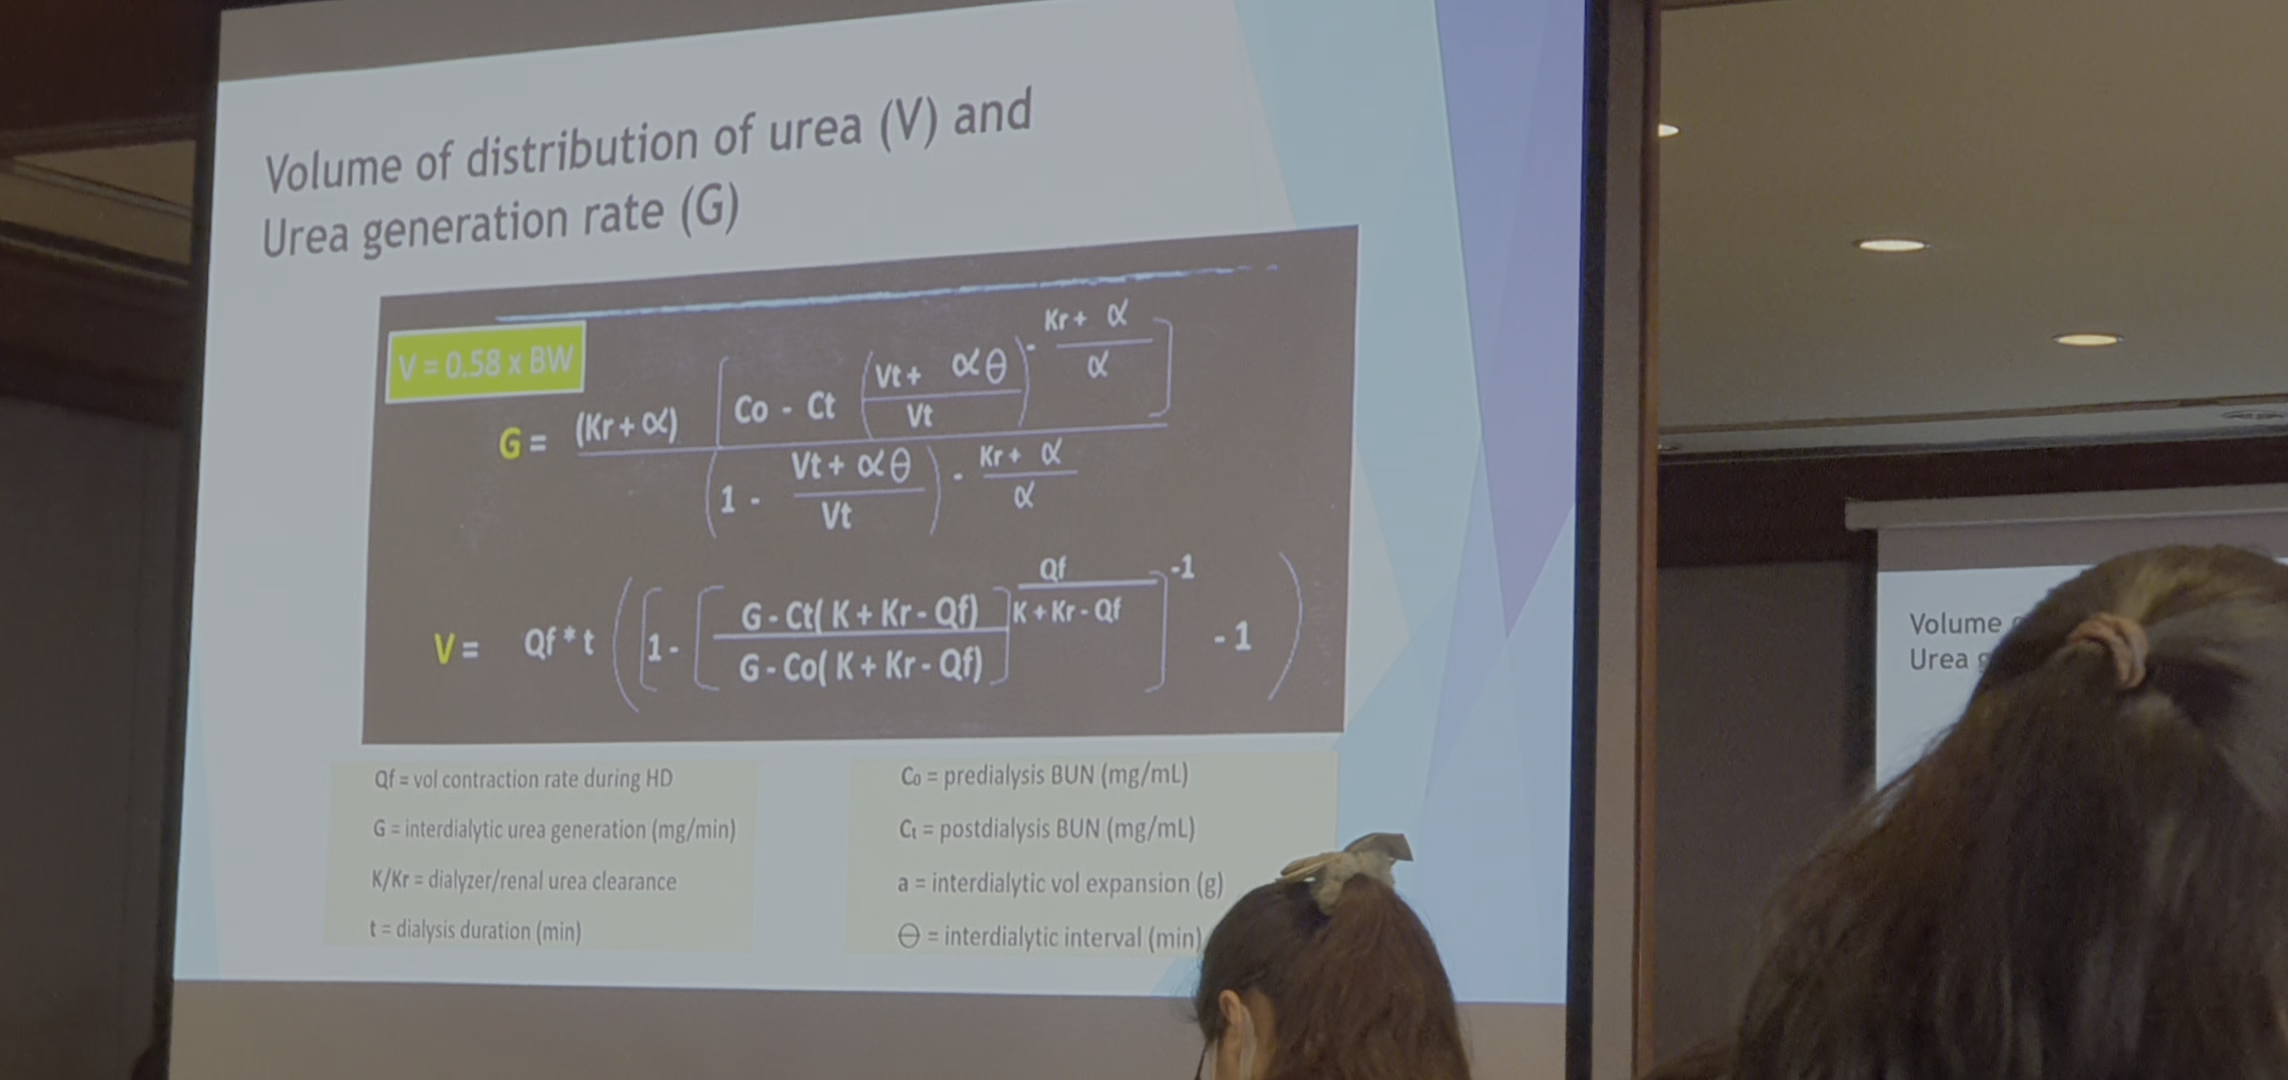 Volume of distribution of urea (V) and
Urea generation rate (G)
V = 0.58 x BW
G = (Kr + α) [ Co - Ct ( Vt + αθ / Vt ) - Kr + α / α ]
( 1 - Vt + αθ / Vt ) - Kr + α / α
V = Qf * t ( [ 1 - [ G - Ct( K + Kr - Qf) / G - Co( K + Kr - Qf) ] Qf / K + Kr - Qf ] -1 - 1 )
Qf = vol contraction rate during HD
G = interdialytic urea generation (mg/min)
K/Kr = dialyzer/renal urea clearance
t = dialysis duration (min)
Co = predialysis BUN (mg/mL)
Ct = postdialysis BUN (mg/mL)
a = interdialytic vol expansion (g)
θ = interdialytic interval (min)
Volume
Urea